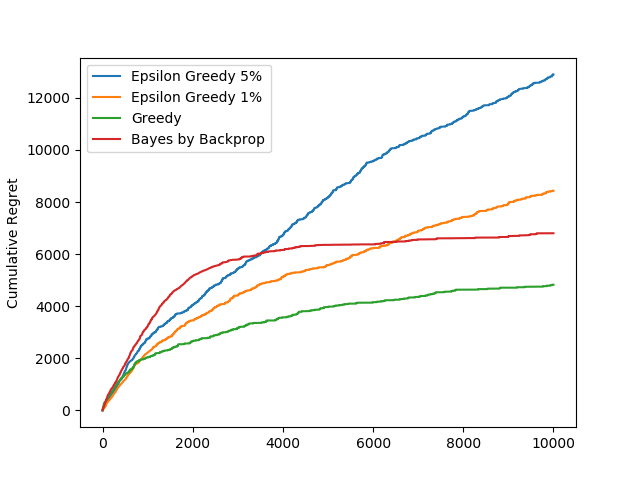 Epsilon Greedy 5%
Epsilon Greedy 1%
Greedy
Bayes by Backprop
Cumulative Regret
12000
10000
8000
6000
4000
2000
0
0 2000 4000 6000 8000 10000